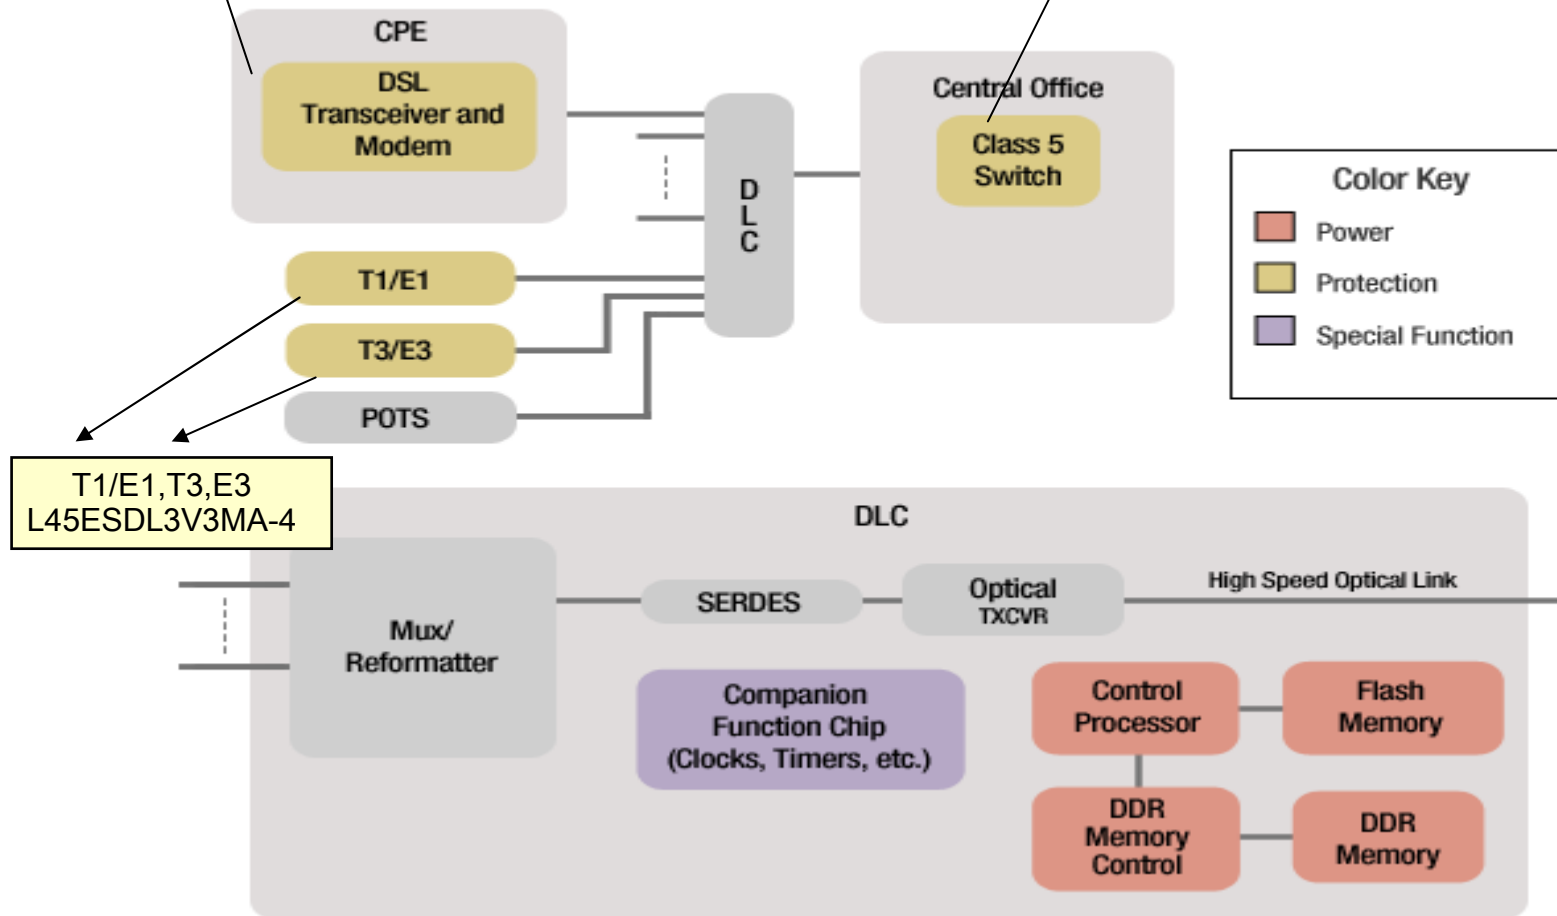 CPE
DSL
Transceiver and
Modem
D
L
C
Central Office
Class 5
Switch
Color Key
Power
Protection
Special Function
T1/E1
T3/E3
POTS
T1/E1,T3,E3
L45ESDL3V3MA-4
DLC
Mux/
Reformatter
SERDES
Optical
TXCVR
High Speed Optical Link
Companion
Function Chip
(Clocks, Timers, etc.)
Control
Processor
Flash
Memory
DDR
Memory
Control
DDR
Memory